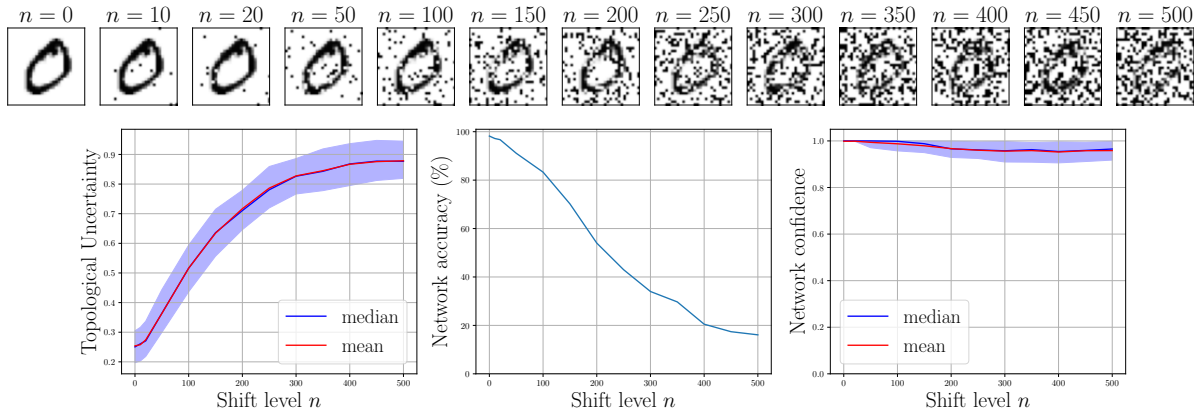 n = 0 n = 10 n = 20 n = 50 n = 100 n = 150 n = 200 n = 250 n = 300 n = 350 n = 400 n = 450 n = 500
Topological Uncertainty
0.9
0.8
0.7
0.6
0.5
0.4
0.3
0.2
median
mean
0 100 200 300 400 500
Shift level n
Network accuracy (%)
100
80
60
40
20
0
0 100 200 300 400 500
Shift level n
Network confidence
1.0
0.8
0.6
0.4
0.2
0.0
median
mean
0 100 200 300 400 500
Shift level n